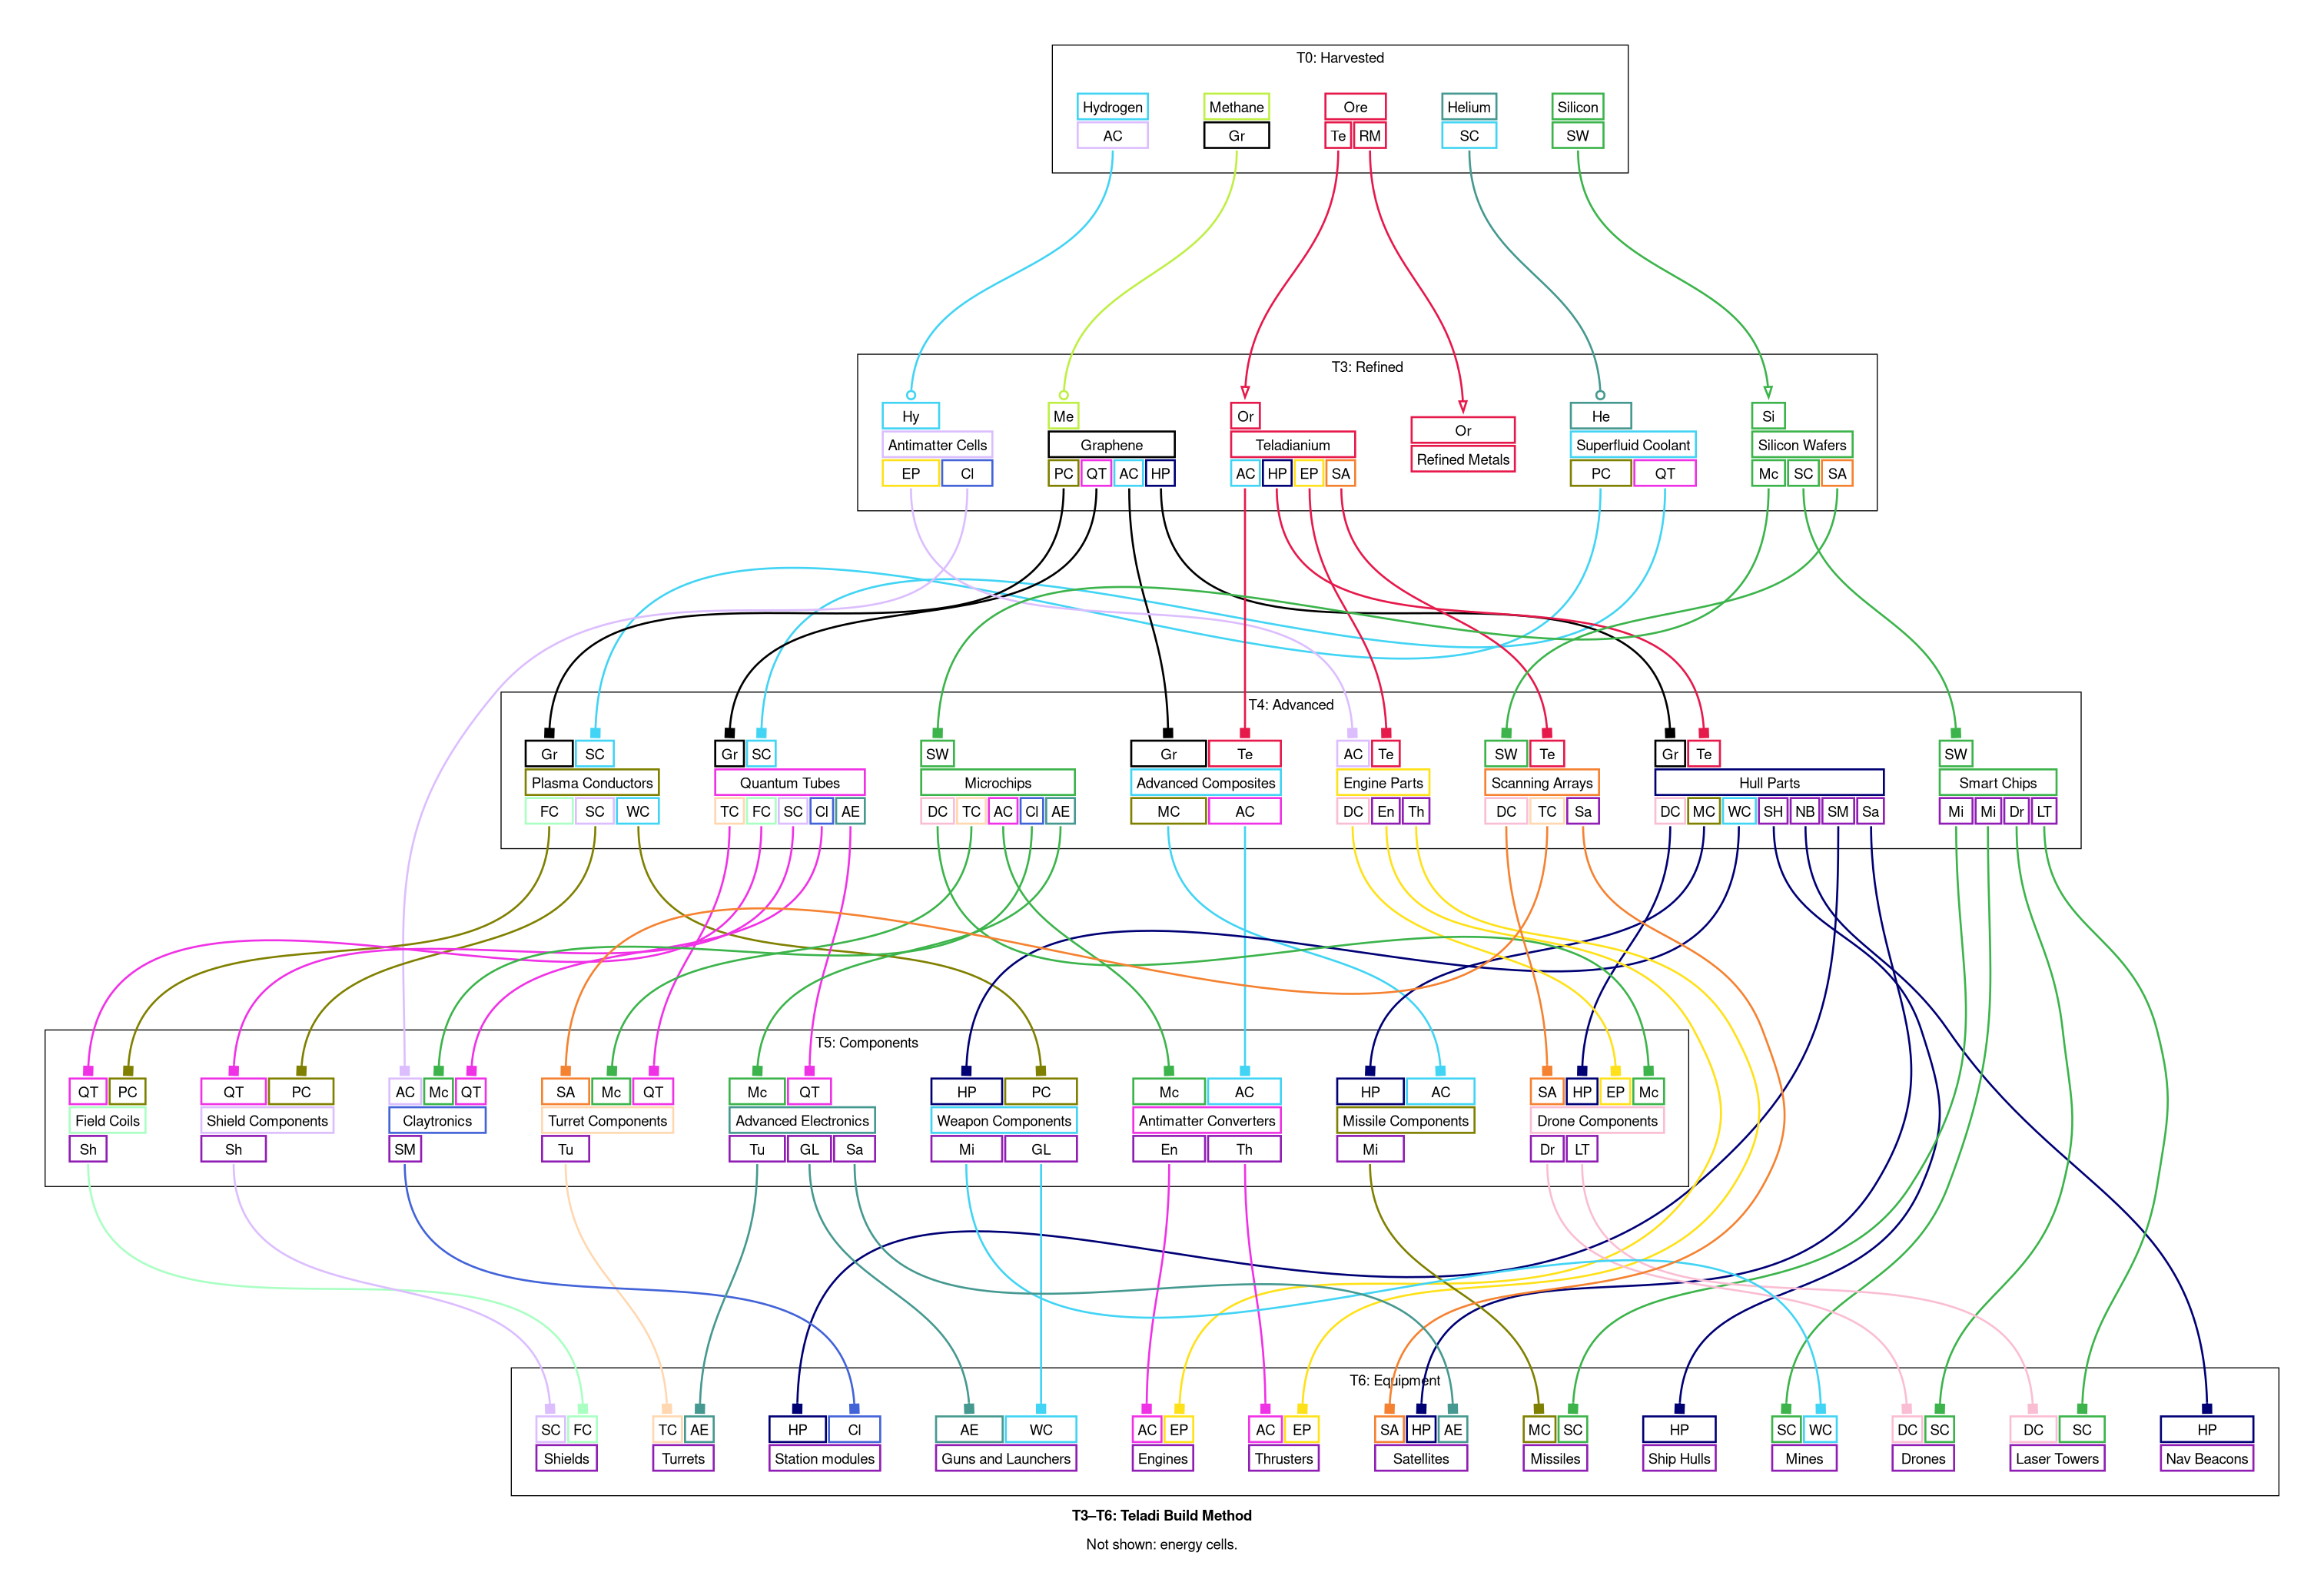 T0: Harvested
Hydrogen Methane Ore Helium Silicon
AC Gr Te RM SC SW
T3: Refined
Hy Me Or Or He Si
Antimatter Cells Graphene Teladianium Refined Metals Superfluid Coolant Silicon Wafers
EP Cl PC QT AC HP AC HP EP SA PC QT Mc SC SA
T4: Advanced
Gr SC Gr SC SW Gr Te AC Te SW Te Gr Te SW
Plasma Conductors Quantum Tubes Microchips Advanced Composites Engine Parts Scanning Arrays Hull Parts Smart Chips
FC SC WC TC FC SC Cl AE DC TC AC Cl AE MC AC DC En Th DC TC Sa DC MC WC SH NB SM Sa Mi Mi Dr LT
T5: Components
QT PC QT PC AC Mc QT SA Mc QT Mc QT HP PC Mc AC HP AC SA HP EP Mc
Field Coils Shield Components Claytronics Turret Components Advanced Electronics Weapon Components Antimatter Converters Missile Components Drone Components
Sh Sh SM Tu Tu GL Sa Mi GL En Th Mi Dr LT
T6: Equipment
SC FC TC AE HP Cl AE WC AC EP AC EP SA HP AE MC SC HP SC WC DC SC DC SC HP
Shields Turrets Station modules Guns and Launchers Engines Thrusters Satellites Missiles Ship Hulls Mines Drones Laser Towers Nav Beacons
T3–T6: Teladi Build Method
Not shown: energy cells.